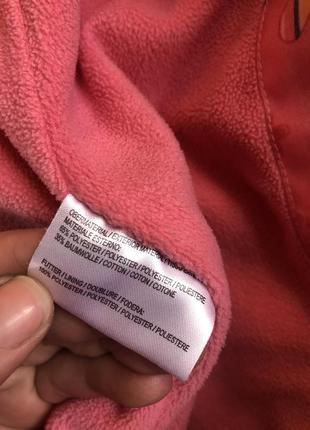 OBERMATERIAL / EXTERIOR MATERIAL
MATERIALE ESTERNO:
65% POLYESTER / POLYESTER / POLYESTER / POLIESTERE
35% BAUMWOLLE / COTTON / COTON / COTONE
FUTTER / LINING / DOUBLURE / FODERA:
100% POLYESTER / POLYESTER / POLYESTER / POLIESTERE